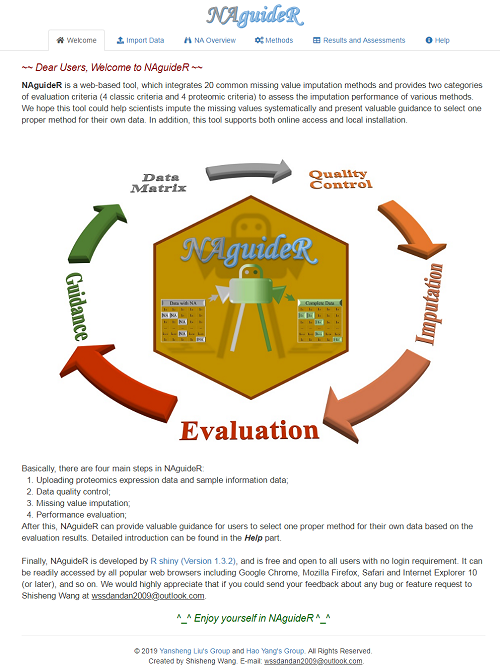 NAguideR
Welcome Import Data NA Overview Methods Results and Assessments Help
~~ Dear Users, Welcome to NAguideR ~~
NAguideR is a web-based tool, which integrates 20 common missing value imputation methods and provides two categories
of evaluation criteria (4 classic criteria and 4 proteomic criteria) to assess the imputation performance of various methods.
We hope this tool could help scientists impute the missing values systematically and present valuable guidance to select one
proper method for their own data. In addition, this tool supports both online access and local installation.
Data
Matrix
Quality
Control
NAguideR
Guidance
Imputation
Data with NA
Complete Data
Evaluation
Basically, there are four main steps in NAguideR:
1. Uploading proteomics expression data and sample information data;
2. Data quality control;
3. Missing value imputation;
4. Performance evaluation;
After this, NAguideR can provide valuable guidance for users to select one proper method for their own data based on the
evaluation results. Detailed introduction can be found in the Help part.
Finally, NAguideR is developed by R shiny (Version 1.3.2), and is free and open to all users with no login requirement. It can
be readily accessed by all popular web browsers including Google Chrome, Mozilla Firefox, Safari and Internet Explorer 10
(or later), and so on. We would highly appreciate that if you could send your feedback about any bug or feature request to
Shisheng Wang at wssdandan2009@outlook.com.
^_^ Enjoy yourself in NAguideR ^_^
© 2019 Yansheng Liu's Group and Hao Yang's Group. All Rights Reserved.
Created by Shisheng Wang. E-mail: wssdandan2009@outlook.com.